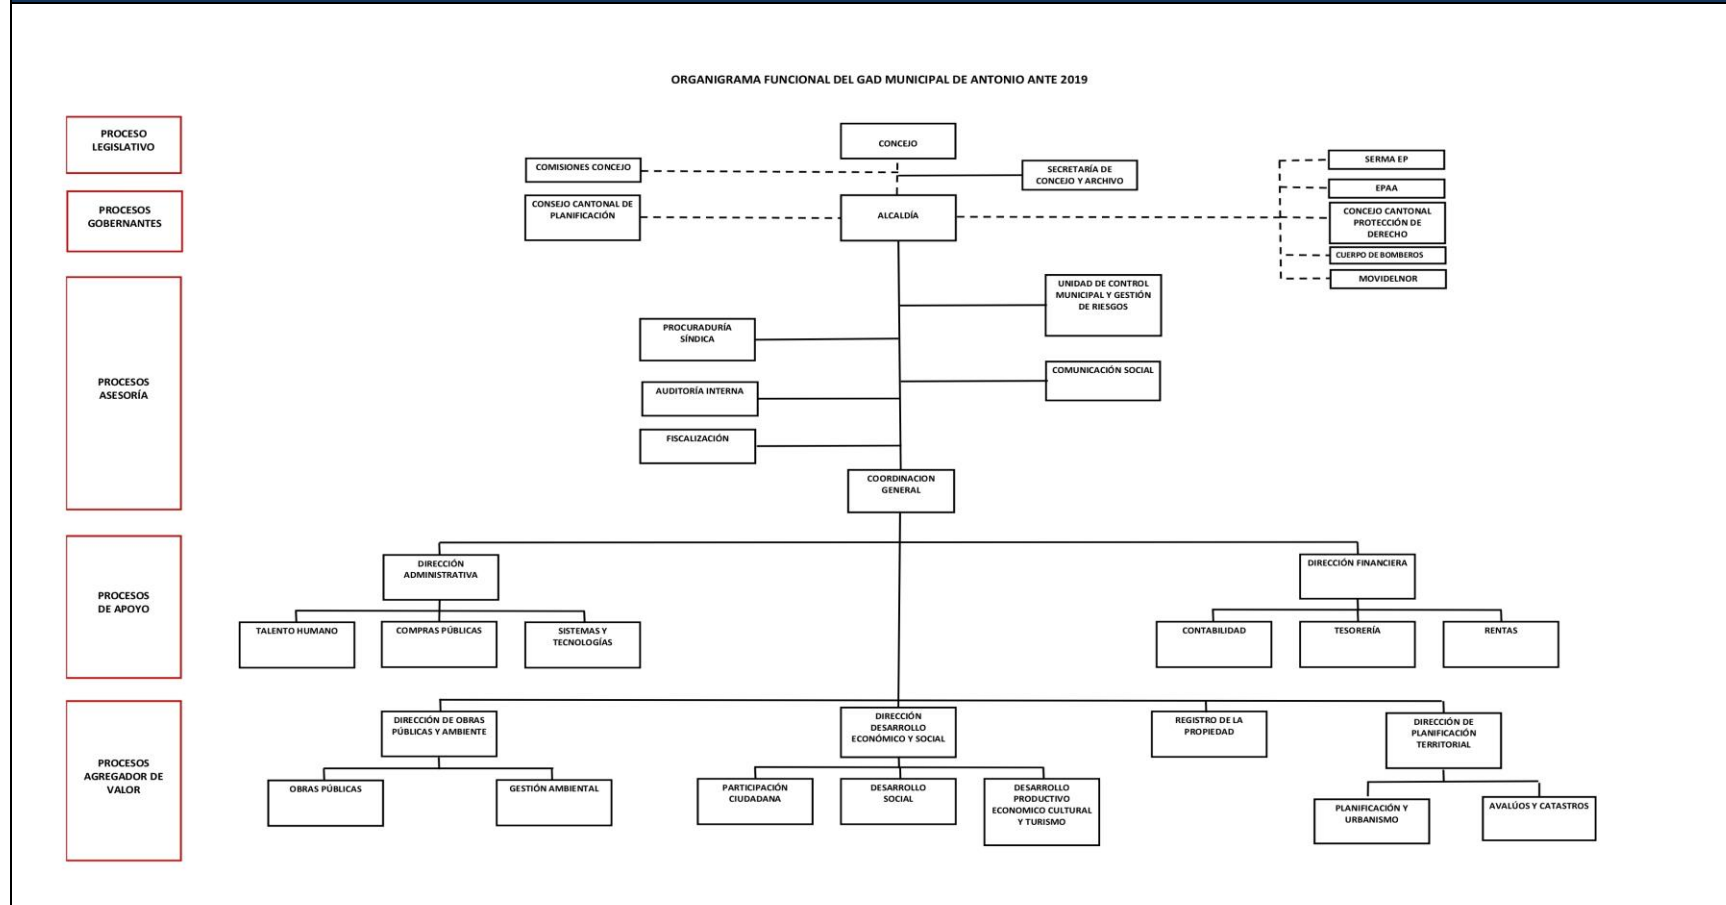 ORGANIGRAMA FUNCIONAL DEL GAD MUNICIPAL DE ANTONIO ANTE 2019
PROCESO
LEGISLATIVO
CONCEJO
COMISIONES CONCEJO
SECRETARÍA DE
CONCEJO Y ARCHIVO
SERMA EP
EPAA
CONCEJO CANTONAL
PROTECCIÓN DE
DERECHO
CUERPO DE BOMBEROS
MOVIDELNOR
PROCESOS
GOBERNANTES
CONSEJO CANTONAL DE
PLANIFICACIÓN
ALCALDÍA
PROCESOS
ASESORÍA
UNIDAD DE CONTROL
MUNICIPAL Y GESTIÓN
DE RIESGOS
PROCURADURÍA
SÍNDICA
COMUNICACIÓN SOCIAL
AUDITORÍA INTERNA
FISCALIZACIÓN
COORDINACION
GENERAL
PROCESOS
DE APOYO
DIRECCIÓN
ADMINISTRATIVA
DIRECCIÓN FINANCIERA
TALENTO HUMANO
COMPRAS PÚBLICAS
SISTEMAS Y
TECNOLOGÍAS
CONTABILIDAD
TESORERÍA
RENTAS
PROCESOS
AGREGADOR DE
VALOR
DIRECCIÓN DE OBRAS
PÚBLICAS Y AMBIENTE
DIRECCIÓN
DESARROLLO
ECONÓMICO Y SOCIAL
REGISTRO DE LA
PROPIEDAD
DIRECCIÓN DE
PLANIFICACIÓN
TERRITORIAL
OBRAS PÚBLICAS
GESTIÓN AMBIENTAL
PARTICIPACIÓN
CIUDADANA
DESARROLLO
SOCIAL
DESARROLLO
PRODUCTIVO
ECONOMICO CULTURAL
Y TURISMO
PLANIFICACIÓN Y
URBANISMO
AVALÚOS Y CATASTROS